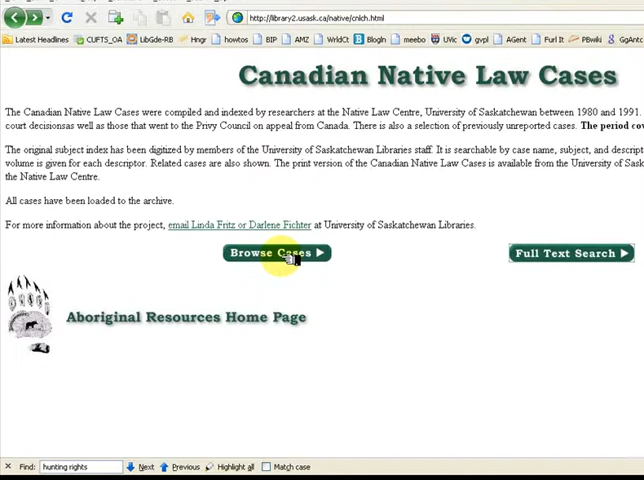 http://library2.usask.ca/native/cnlch.html
Latest Headlines CUFTS_OA LibGde-RB Hngr howtos BIP AMZ WrldCt Blogln meebo UVic gvpl AGent Furl It PBwiki GgAntc
Canadian Native Law Cases
The Canadian Native Law Cases were compiled and indexed by researchers at the Native Law Centre, University of Saskatchewan between 1980 and 1991.
court decisionsas well as those that went to the Privy Council on appeal from Canada. There is also a selection of previously unreported cases. The period cov
The original subject index has been digitized by members of the University of Saskatchewan Libraries staff. It is searchable by case name, subject, and descript
volume is given for each descriptor. Related cases are also shown. The print version of the Canadian Native Law Cases is available from the University of Sask
the Native Law Centre.
All cases have been loaded to the archive.
For more information about the project, email Linda Fritz or Darlene Fichter at University of Saskatchewan Libraries.
Browse Cases
Full Text Search
Aboriginal Resources Home Page
Find: hunting rights Next Previous Highlight all Match case